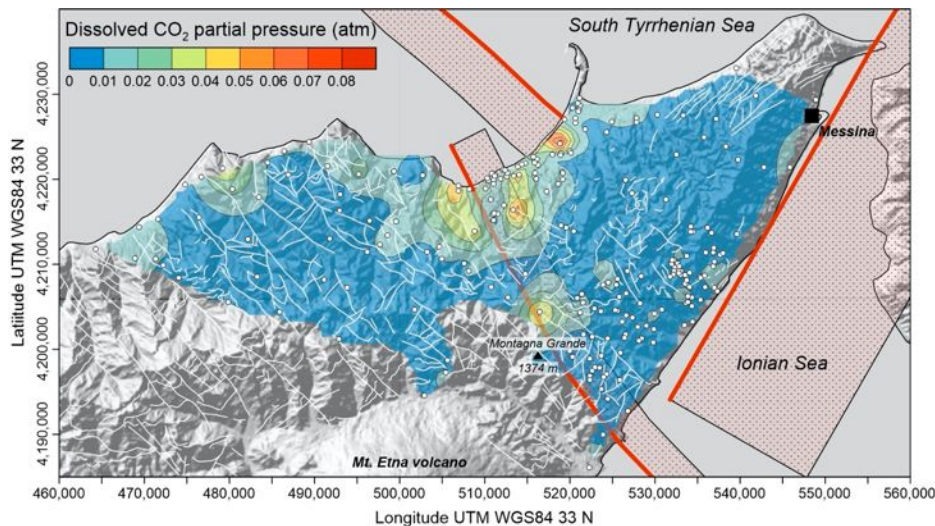 Dissolved CO2 partial pressure (atm)
0 0.01 0.02 0.03 0.04 0.05 0.06 0.07 0.08
South Tyrrhenian Sea
Messina
Ionian Sea
Montagna Grande
1374 m
Mt. Etna volcano
Latiitude UTM WGS84 33 N
4,230,000
4,220,000
4,210,000
4,200,000
4,190,000
460,000 470,000 480,000 490,000 500,000 510,000 520,000 530,000 540,000 550,000 560,000
Longitude UTM WGS84 33 N